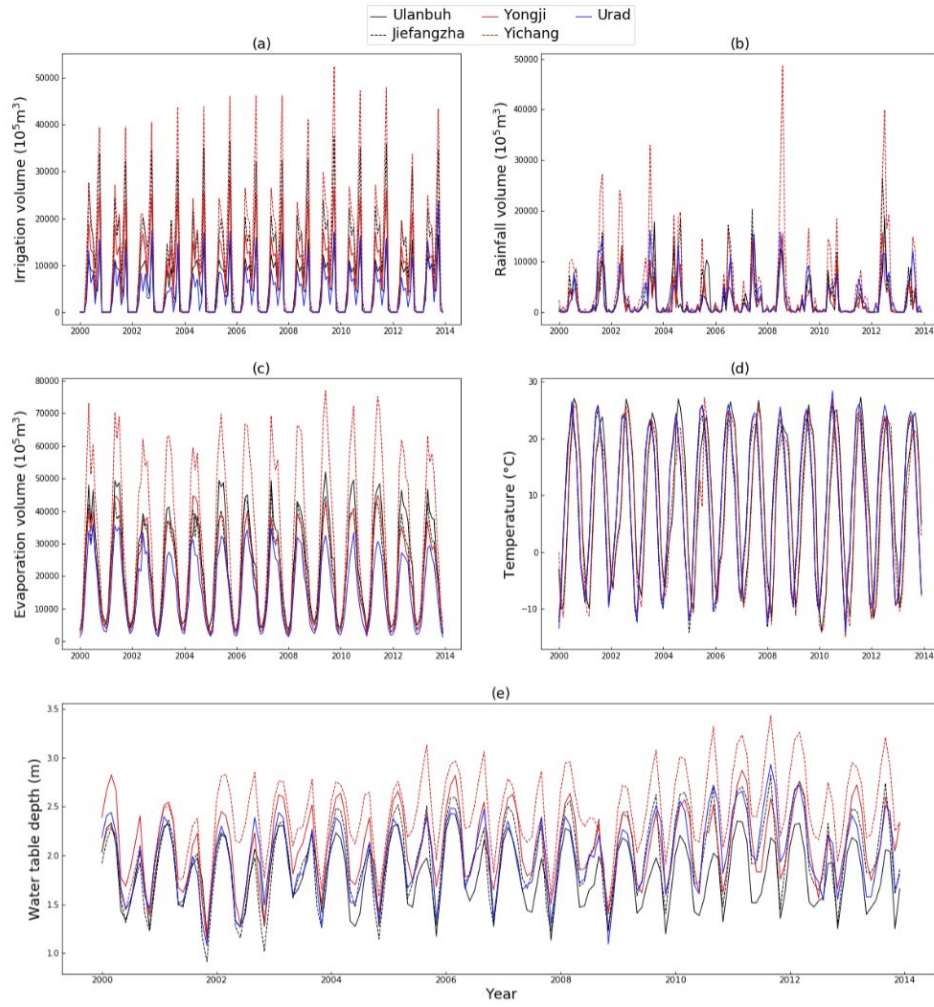 Ulanbuh Yongji Urad
Jiefangzha Yichang
(a)
Irrigation volume (10⁵m³)
50000
40000
30000
20000
10000
0
2000 2002 2004 2006 2008 2010 2012 2014
(b)
Rainfall volume (10⁵m³)
50000
40000
30000
20000
10000
0
2000 2002 2004 2006 2008 2010 2012 2014
(c)
Evaporation volume (10⁵m³)
80000
70000
60000
50000
40000
30000
20000
10000
0
2000 2002 2004 2006 2008 2010 2012 2014
(d)
Temperature (°C)
30
20
10
0
−10
2000 2002 2004 2006 2008 2010 2012 2014
(e)
Water table depth (m)
3.5
3.0
2.5
2.0
1.5
1.0
2000 2002 2004 2006 2008 2010 2012 2014
Year